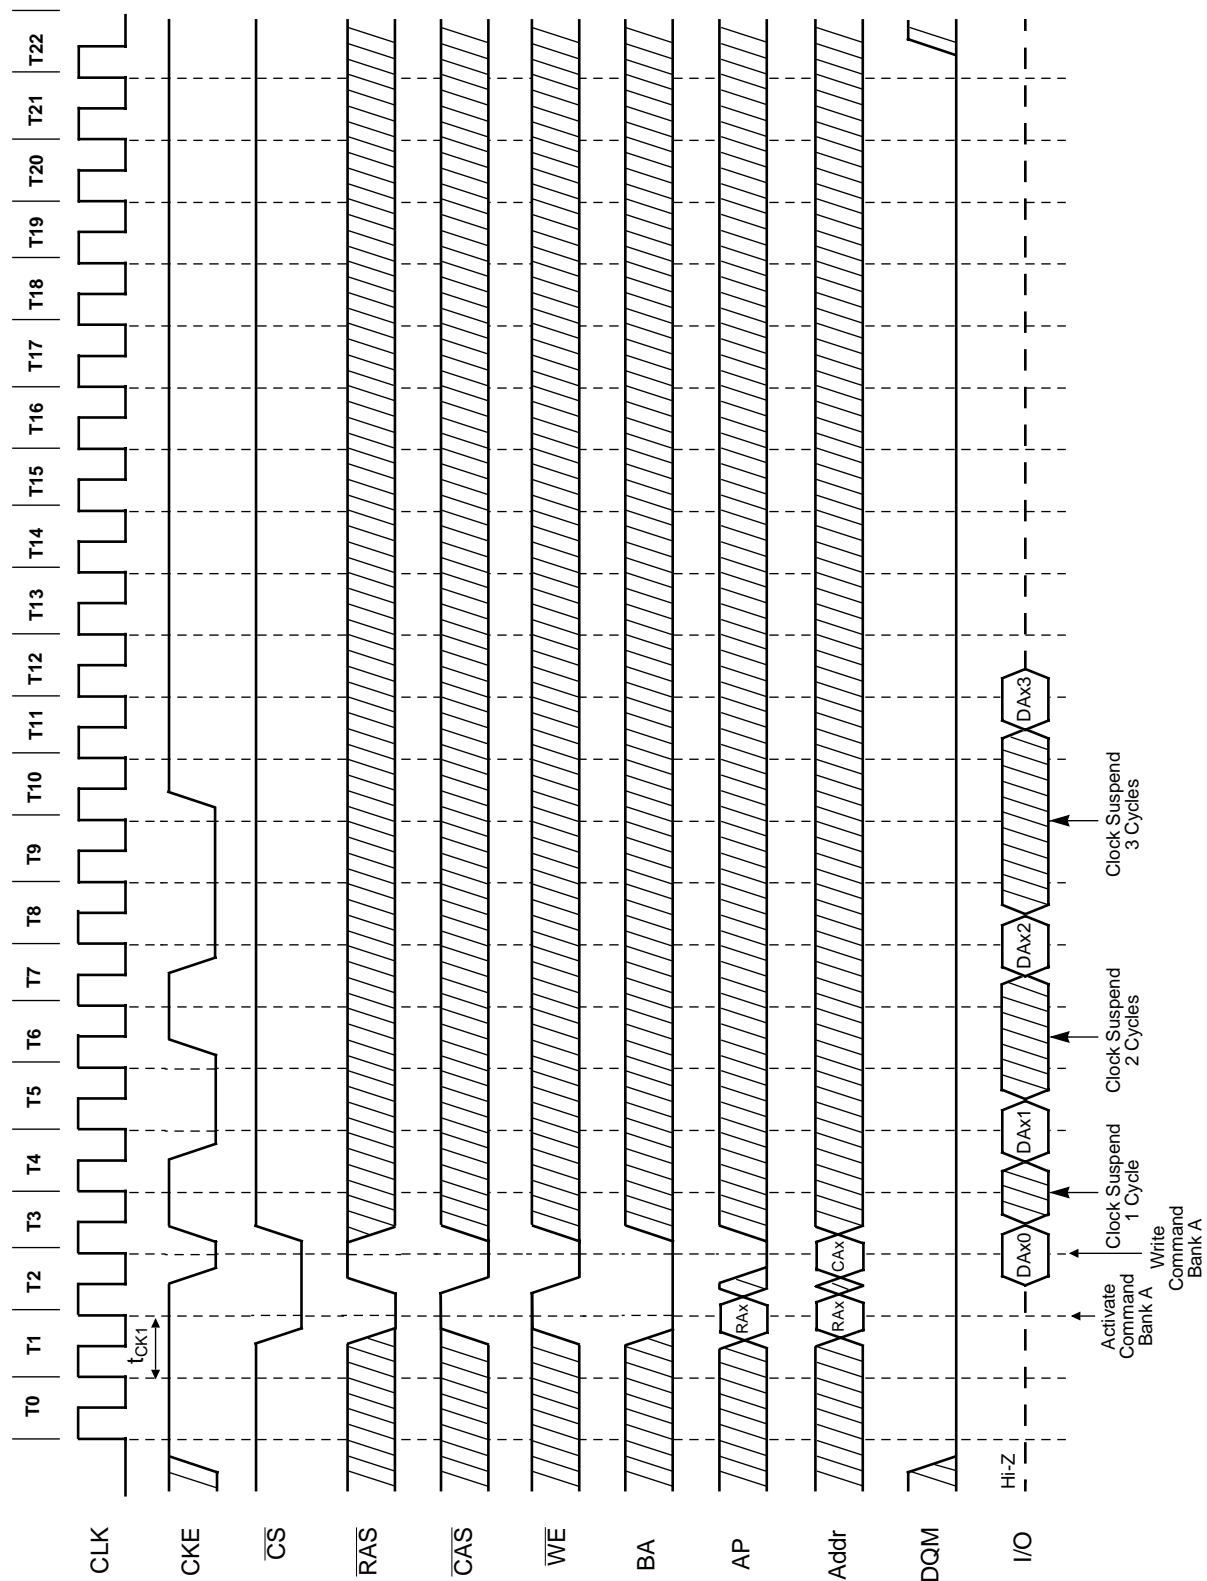 T0 T1 T2 T3 T4 T5 T6 T7 T8 T9 T10 T11 T12 T13 T14 T15 T16 T17 T18 T19 T20 T21 T22
CLK
tCK1
CKE
CS
RAS
CAS
WE
BA
AP
RAx
Addr
RAx CAx
DQM
I/O
Hi-Z
DAx0 DAx1 DAx2 DAx3
Activate
Command
Bank A
Write
Command
Bank A
Clock Suspend
1 Cycle
Clock Suspend
2 Cycles
Clock Suspend
3 Cycles